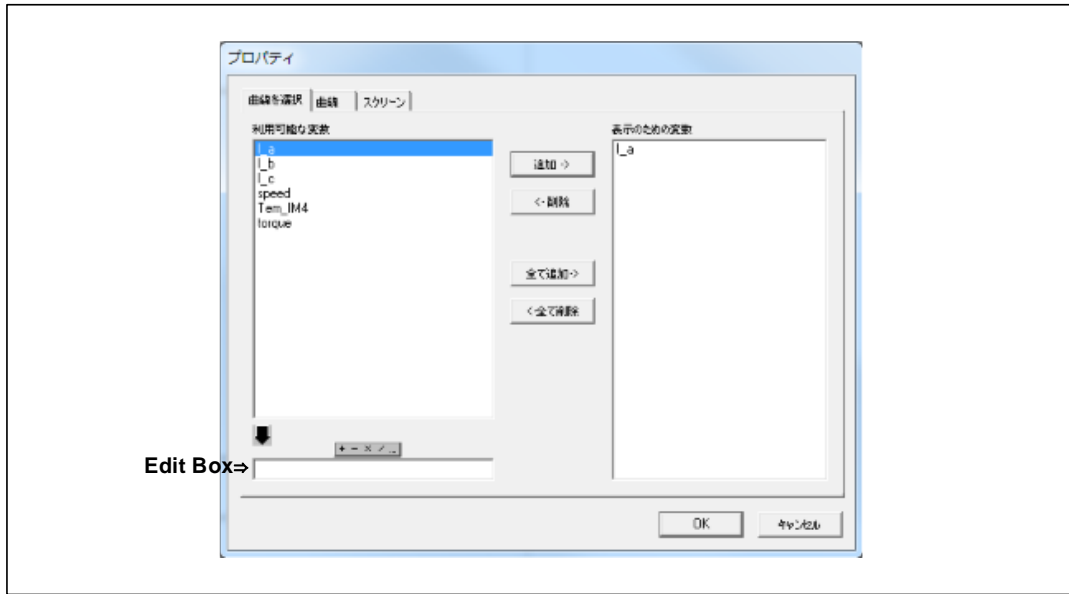 プロパティ
曲線を選択 曲線 スクリーン
利用可能な変数
I_a
I_b
I_c
speed
Tem_IM4
torque
追加 ->
<- 削除
全て追加->
<-全て削除
表示のための変数
I_a
+ - × / ...
Edit Box⇒
OK
キャンセル